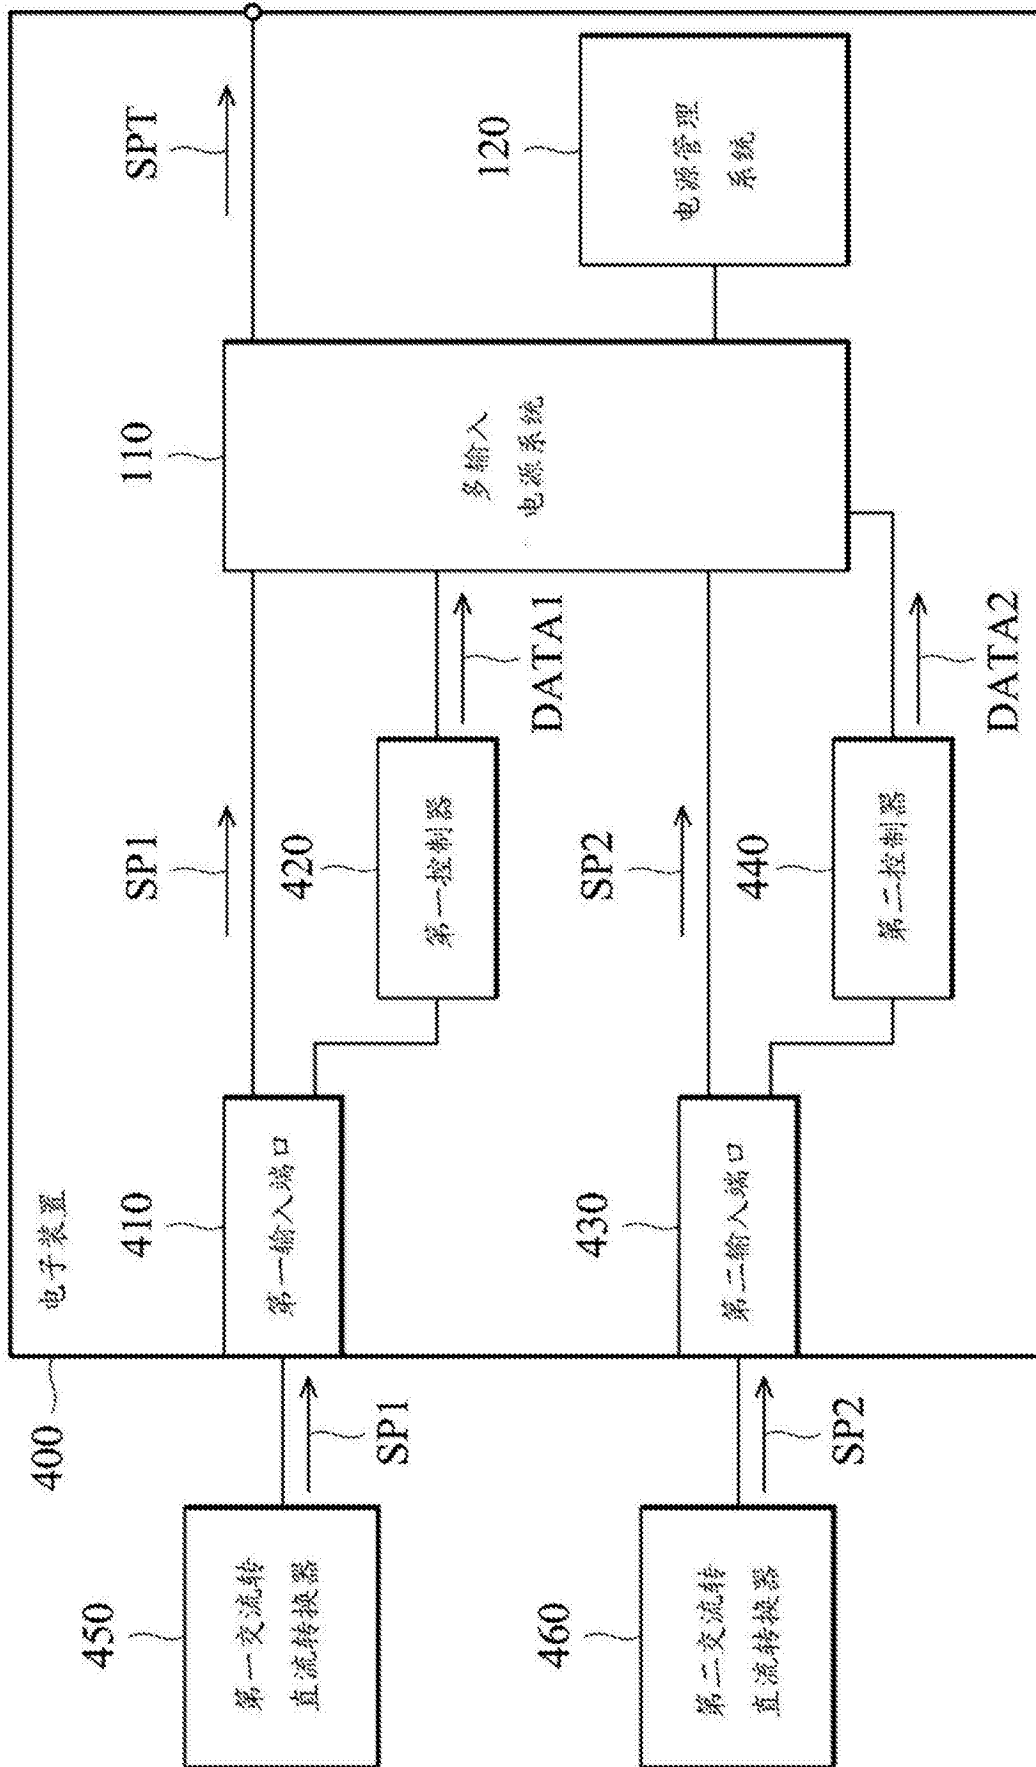 电子装置
400
450
第一交流转
直流转换器
SP1
410
第一输入端口
SP1
420
第一控制器
DATA1
110
多输入
电源系统
SPT
120
电源管理
系统
460
第二交流转
直流转换器
SP2
430
第二输入端口
SP2
440
第二控制器
DATA2